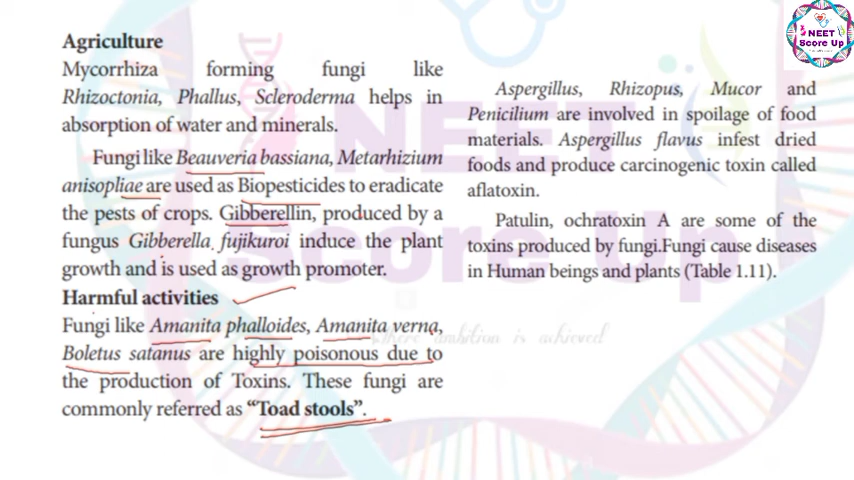 Agriculture
Mycorrhiza forming fungi like
Rhizoctonia, Phallus, Scleroderma helps in
absorption of water and minerals.
Fungi like Beauveria bassiana, Metarhizium
anisopliae are used as Biopesticides to eradicate
the pests of crops. Gibberellin, produced by a
fungus Gibberella fujikuroi induce the plant
growth and is used as growth promoter.
Harmful activities
Fungi like Amanita phalloides, Amanita verna,
Boletus satanus are highly poisonous due to
the production of Toxins. These fungi are
commonly referred as “Toad stools”.
Aspergillus, Rhizopus, Mucor and
Penicilium are involved in spoilage of food
materials. Aspergillus flavus infest dried
foods and produce carcinogenic toxin called
aflatoxin.
Patulin, ochratoxin A are some of the
toxins produced by fungi.Fungi cause diseases
in Human beings and plants (Table 1.11).
NEET
Score Up
where ambition is achieved
NEET
Score Up